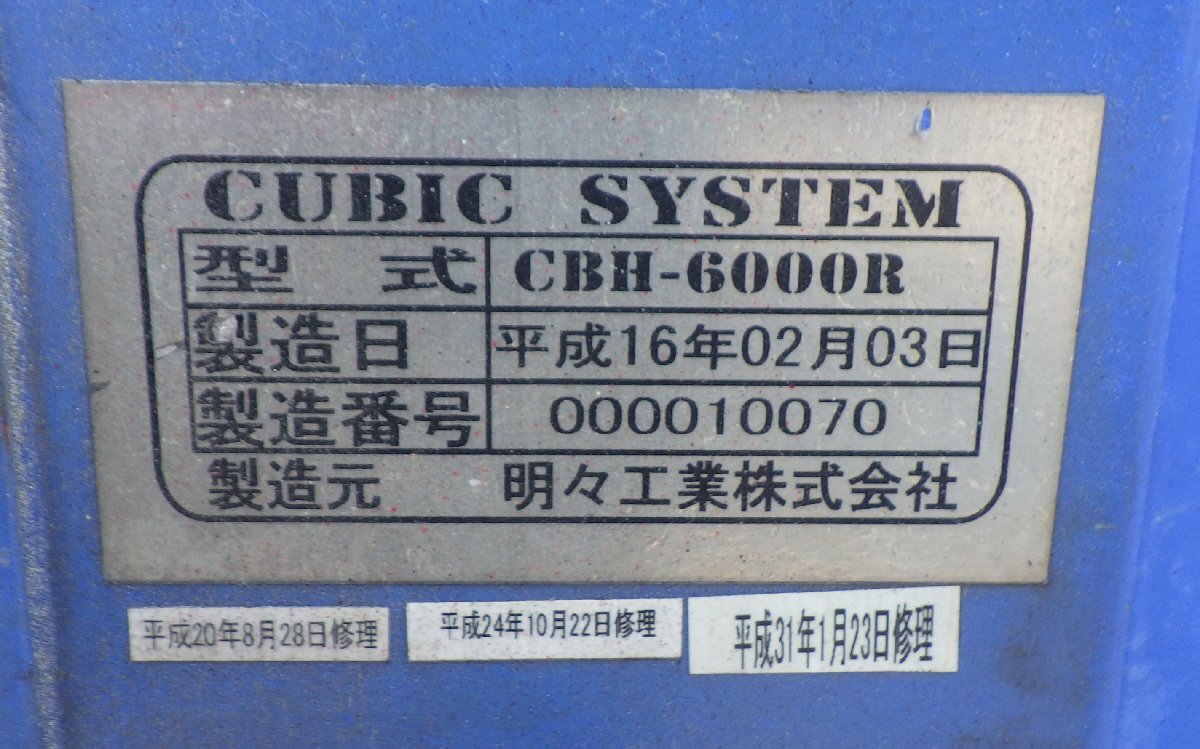 CUBIC SYSTEM
型式 CBH-6000R
製造日 平成16年02月03日
製造番号 000010070
製造元 明々工業株式会社
平成20年8月28日修理 平成24年10月22日修理 平成31年1月23日修理